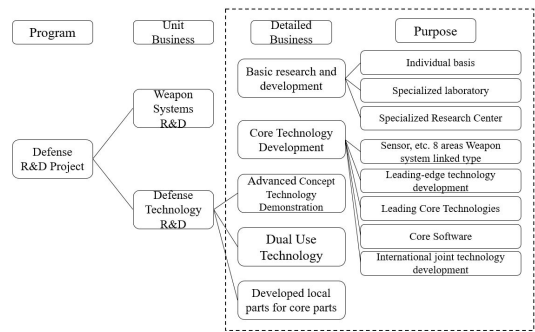 Program
Unit
Business
Detailed
Business
Purpose
Defense
R&D Project
Weapon
Systems
R&D
Defense
Technology
R&D
Basic research and
development
Core Technology
Development
Advanced Concept
Technology
Demonstration
Dual Use
Technology
Developed local
parts for core parts
Individual basis
Specialized laboratory
Specialized Research Center
Sensor, etc. 8 areas Weapon
system linked type
Leading-edge technology
development
Leading Core Technologies
Core Software
International joint technology
development